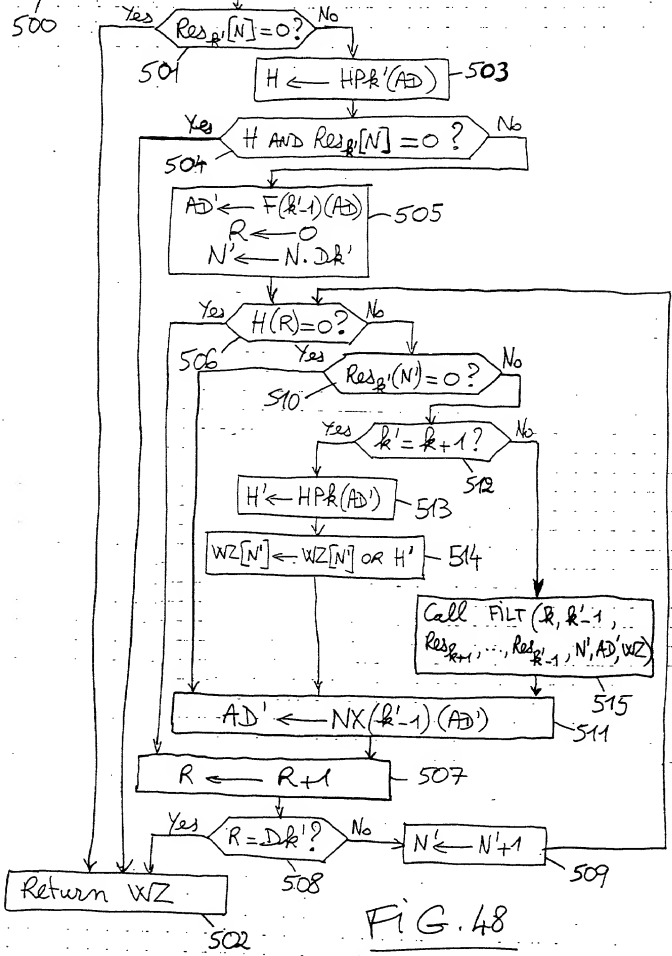 500
Yes
Res_k'[N]=0?
No
501
H ← HPk'(AD)
503
Yes
H AND Res_k'[N] =0?
No
504
AD' ← F(k'-1)(AD)
R ← 0
N' ← N.Dk'
505
Yes
H(R)=0?
No
506
Yes
Res_k'(N')=0?
No
510
Yes
k'=k+1?
No
512
H' ← HPk(AD')
513
WZ[N'] ← WZ[N'] OR H'
514
Call FILT(k, k'-1,
Res_k+1, ..., Res_k'-1, N', AD', WZ)
515
AD' ← NX(k'-1)(AD')
511
R ← R+1
507
Yes
R=Dk'?
No
508
N' ← N'+1
509
Return WZ
502
FIG.48